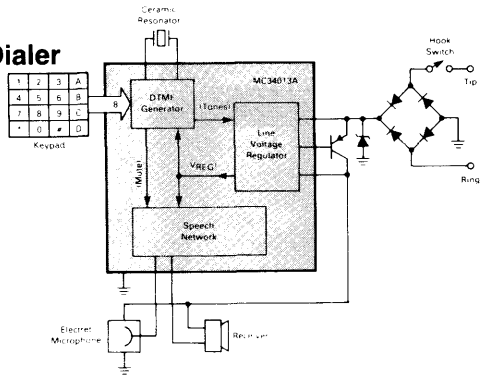 Ceramic
Resonator
Dialer
Hook
Switch
Tip
MC34013A
1 2 3 A
4 5 6 B
7 8 9 C
* 0 # D
Keypad
8
DTMF
Generator
(Tones)
Line
Voltage
Regulator
(Mute)
VREG
Ring
Speech
Network
Electret
Microphone
Receiver